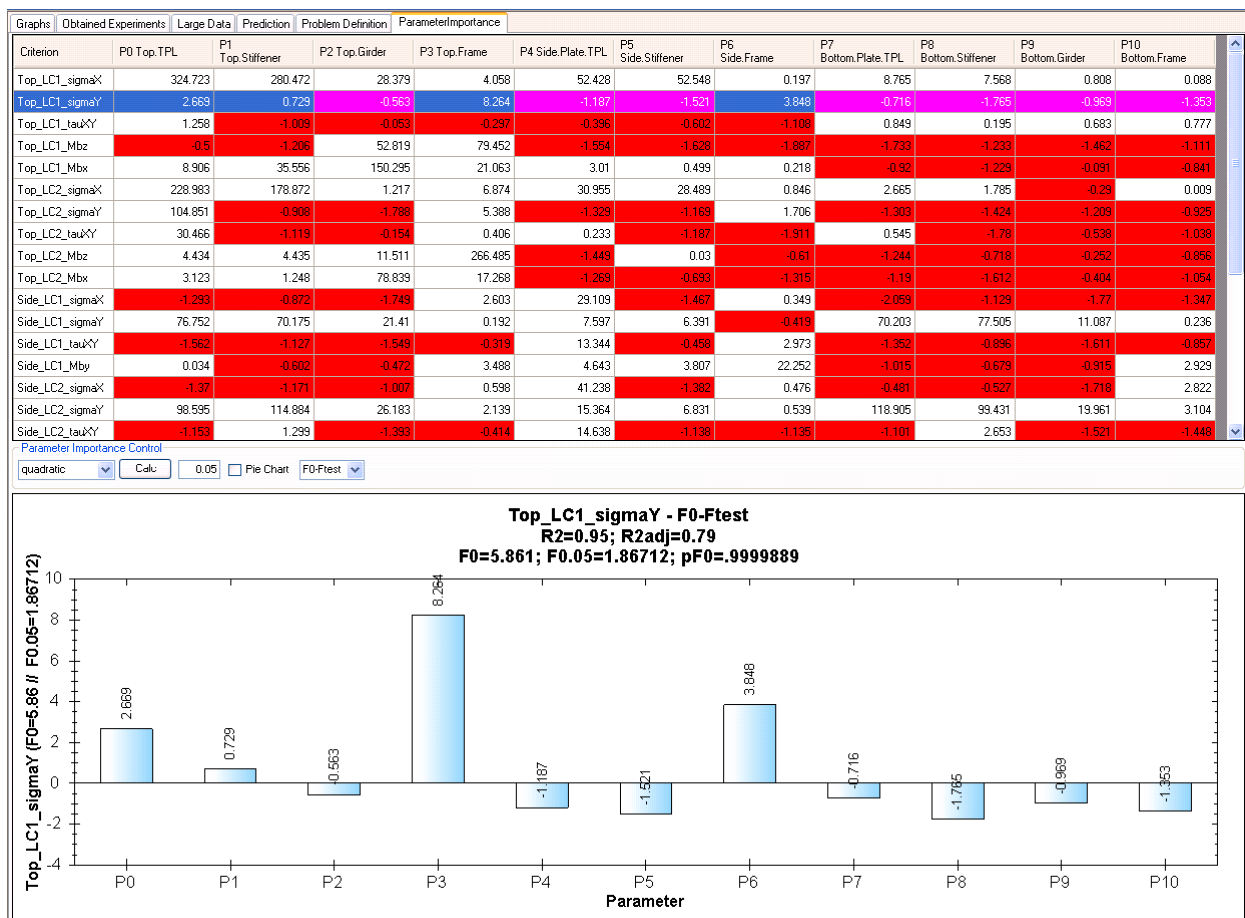 Graphs Obtained Experiments Large Data Prediction Problem Definition ParameterImportance
Criterion P0 Top.TPL P1 Top.Stiffener P2 Top.Girder P3 Top.Frame P4 Side.Plate.TPL P5 Side.Stiffener P6 Side.Frame P7 Bottom.Plate.TPL P8 Bottom.Stiffener P9 Bottom.Girder P10 Bottom.Frame
Top_LC1_sigmaX 324.723 280.472 28.379 4.058 52.428 52.548 0.197 8.765 7.568 0.808 0.088
Top_LC1_sigmaY 2.669 0.729 -0.563 8.264 -1.187 -1.521 3.848 -0.716 -1.765 -0.969 -1.353
Top_LC1_tauXY 1.258 -1.009 -0.053 -0.297 -0.396 -0.602 -1.108 0.849 0.195 0.683 0.777
Top_LC1_Mbz -0.5 -1.206 52.819 79.452 -1.554 -1.628 -1.887 -1.733 -1.233 -1.462 -1.111
Top_LC1_Mbx 8.906 35.556 150.295 21.063 3.01 0.499 0.218 -0.92 -1.229 -0.091 -0.841
Top_LC2_sigmaX 228.983 178.872 1.217 6.874 30.955 28.489 0.846 2.665 1.785 -0.29 0.009
Top_LC2_sigmaY 104.851 -0.908 -1.788 5.388 -1.329 -1.169 1.706 -1.303 -1.424 -1.209 -0.925
Top_LC2_tauXY 30.466 -1.119 -0.154 0.406 0.233 -1.187 -1.911 0.545 -1.78 -0.538 -1.038
Top_LC2_Mbz 4.434 4.435 11.511 266.485 -1.449 0.03 -0.61 -1.244 -0.718 -0.252 -0.856
Top_LC2_Mbx 3.123 1.248 78.839 17.268 -1.269 -0.693 -1.315 -1.19 -1.612 -0.404 -1.054
Side_LC1_sigmaX -1.293 -0.872 -1.749 2.603 29.109 -1.467 0.349 -2.059 -1.129 -1.77 -1.347
Side_LC1_sigmaY 76.752 70.175 21.41 0.192 7.597 6.391 -0.419 70.203 77.505 11.087 0.236
Side_LC1_tauXY -1.562 -1.127 -1.549 -0.319 13.344 -0.458 2.973 -1.352 -0.896 -1.611 -0.857
Side_LC1_Mby 0.034 -0.602 -0.472 3.488 4.643 3.807 22.252 -1.015 -0.679 -0.915 2.929
Side_LC2_sigmaX -1.37 -1.171 -1.007 0.598 41.238 -1.382 0.476 -0.481 -0.527 -1.718 2.822
Side_LC2_sigmaY 98.595 114.884 26.183 2.139 15.364 6.831 0.539 118.905 99.431 19.961 3.104
Side_LC2_tauXY -1.153 1.299 -1.393 -0.414 14.638 -1.138 -1.135 -1.101 2.653 -1.521 -1.448
Parameter Importance Control
quadratic Calc 0.05 Pie Chart F0-Ftest
Top_LC1_sigmaY - F0-Ftest
R2=0.95; R2adj=0.79
F0=5.861; F0.05=1.86712; pF0=.9999889
Top_LC1_sigmaY (F0=5.86 // F0.05=1.86712)
10
8
6
4
2
0
-2
-4
2.669 0.729 -0.563 8.264 -1.187 -1.521 3.848 -0.716 -1.765 -0.969 -1.353
P0 P1 P2 P3 P4 P5 P6 P7 P8 P9 P10
Parameter